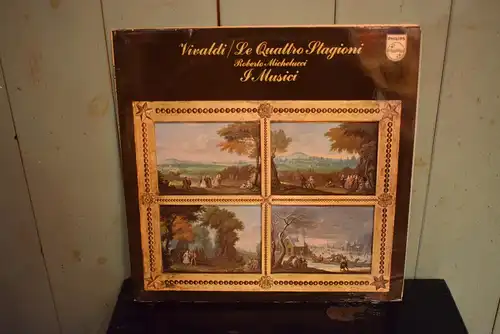 Vivaldi/Le Quattro Stagioni
Roberto Michelucci
I Musici
PHILIPS